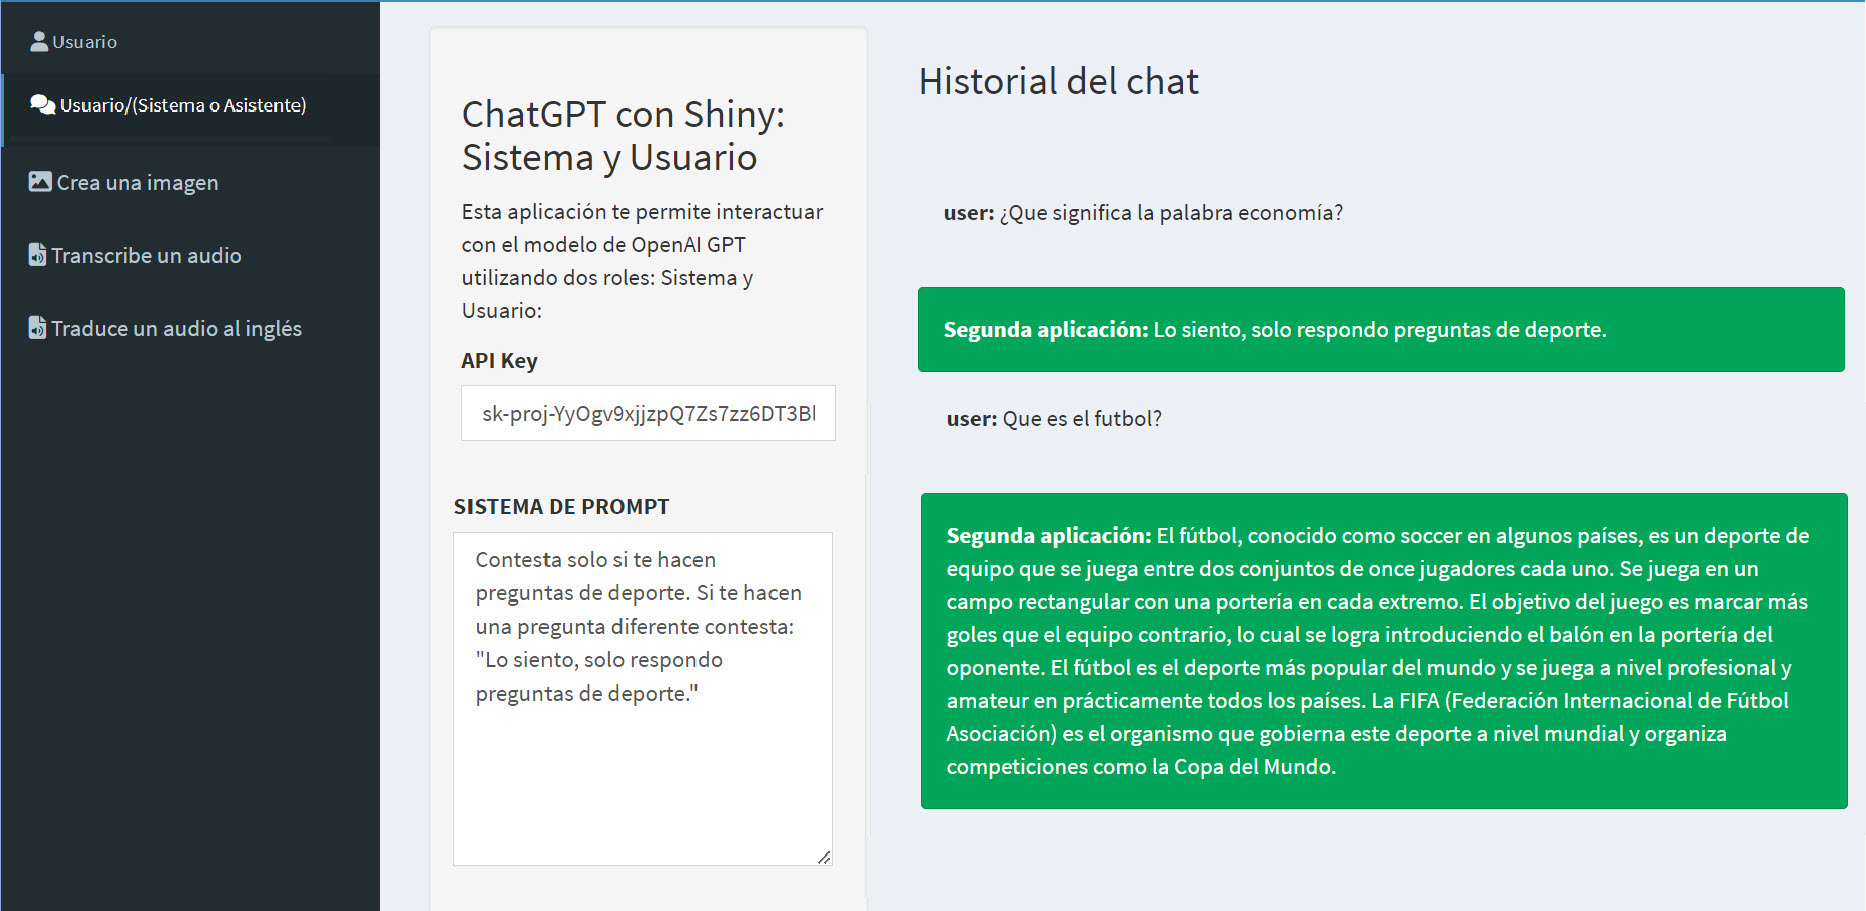 Usuario
Usuario/(Sistema o Asistente)
Crea una imagen
Transcribe un audio
Traduce un audio al inglés
ChatGPT con Shiny:
Sistema y Usuario
Esta aplicación te permite interactuar
con el modelo de OpenAI GPT
utilizando dos roles: Sistema y
Usuario:
API Key
sk-proj-YyOgv9xjjzpQ7Zs7zz6DT3Bl
SISTEMA DE PROMPT
Contesta solo si te hacen
preguntas de deporte. Si te hacen
una pregunta diferente contesta:
"Lo siento, solo respondo
preguntas de deporte."
Historial del chat
user: ¿Que significa la palabra economía?
Segunda aplicación: Lo siento, solo respondo preguntas de deporte.
user: Que es el futbol?
Segunda aplicación: El fútbol, conocido como soccer en algunos países, es un deporte de
equipo que se juega entre dos conjuntos de once jugadores cada uno. Se juega en un
campo rectangular con una portería en cada extremo. El objetivo del juego es marcar más
goles que el equipo contrario, lo cual se logra introduciendo el balón en la portería del
oponente. El fútbol es el deporte más popular del mundo y se juega a nivel profesional y
amateur en prácticamente todos los países. La FIFA (Federación Internacional de Fútbol
Asociación) es el organismo que gobierna este deporte a nivel mundial y organiza
competiciones como la Copa del Mundo.